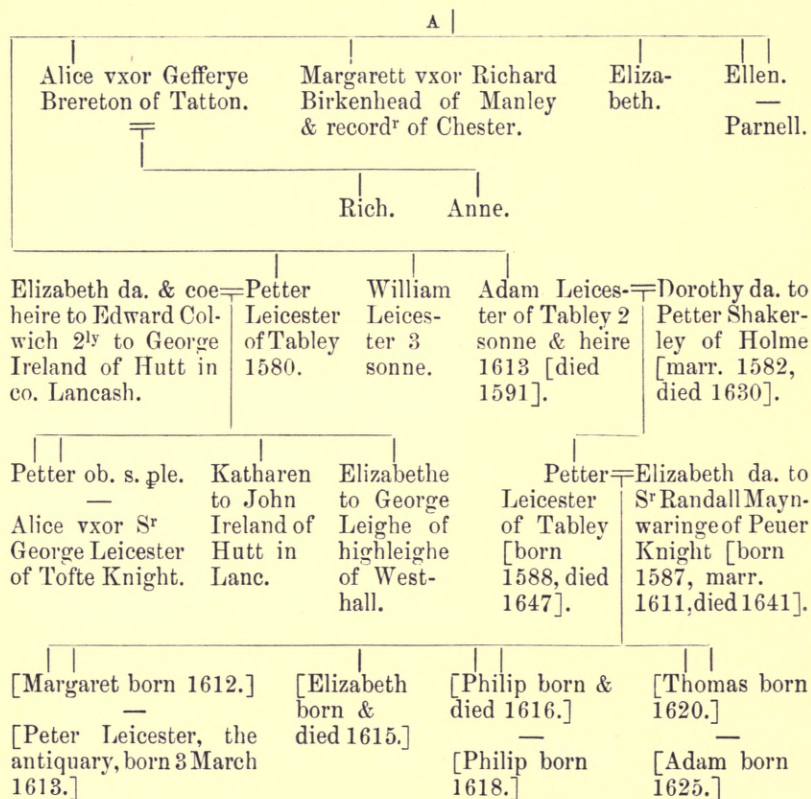 A
Alice vxor Gefferye
Brereton of Tatton.
Margarett vxor Richard
Birkenhead of Manley
& recordʳ of Chester.
Eliza-
beth.
Ellen.
—
Parnell.
Rich.
Anne.
Elizabeth da. & coe
heire to Edward Col-
wich 2ˡʸ to George
Ireland of Hutt in
co. Lancash.
Petter
Leicester
of Tabley
1580.
William
Leices-
ter 3
sonne.
Adam Leices-
ter of Tabley 2
sonne & heire
1613 [died
1591].
Dorothy da. to
Petter Shaker-
ley of Holme
[marr. 1582,
died 1630].
Petter ob. s. ꝑle.
—
Alice vxor Sʳ
George Leicester
of Tofte Knight.
Katharen
to John
Ireland of
Hutt in
Lanc.
Elizabethe
to George
Leighe of
highleighe
of West-
hall.
Petter
Leicester
of Tabley
[born
1588, died
1647].
Elizabeth da. to
Sʳ Randall Mayn-
waringe of Peuer
Knight [born
1587, marr.
1611, died 1641].
[Margaret born 1612.]
—
[Peter Leicester, the
antiquary, born 3 March
1613.]
[Elizabeth
born &
died 1615.]
[Philip born &
died 1616.]
—
[Philip born
1618.]
[Thomas born
1620.]
—
[Adam born
1625.]